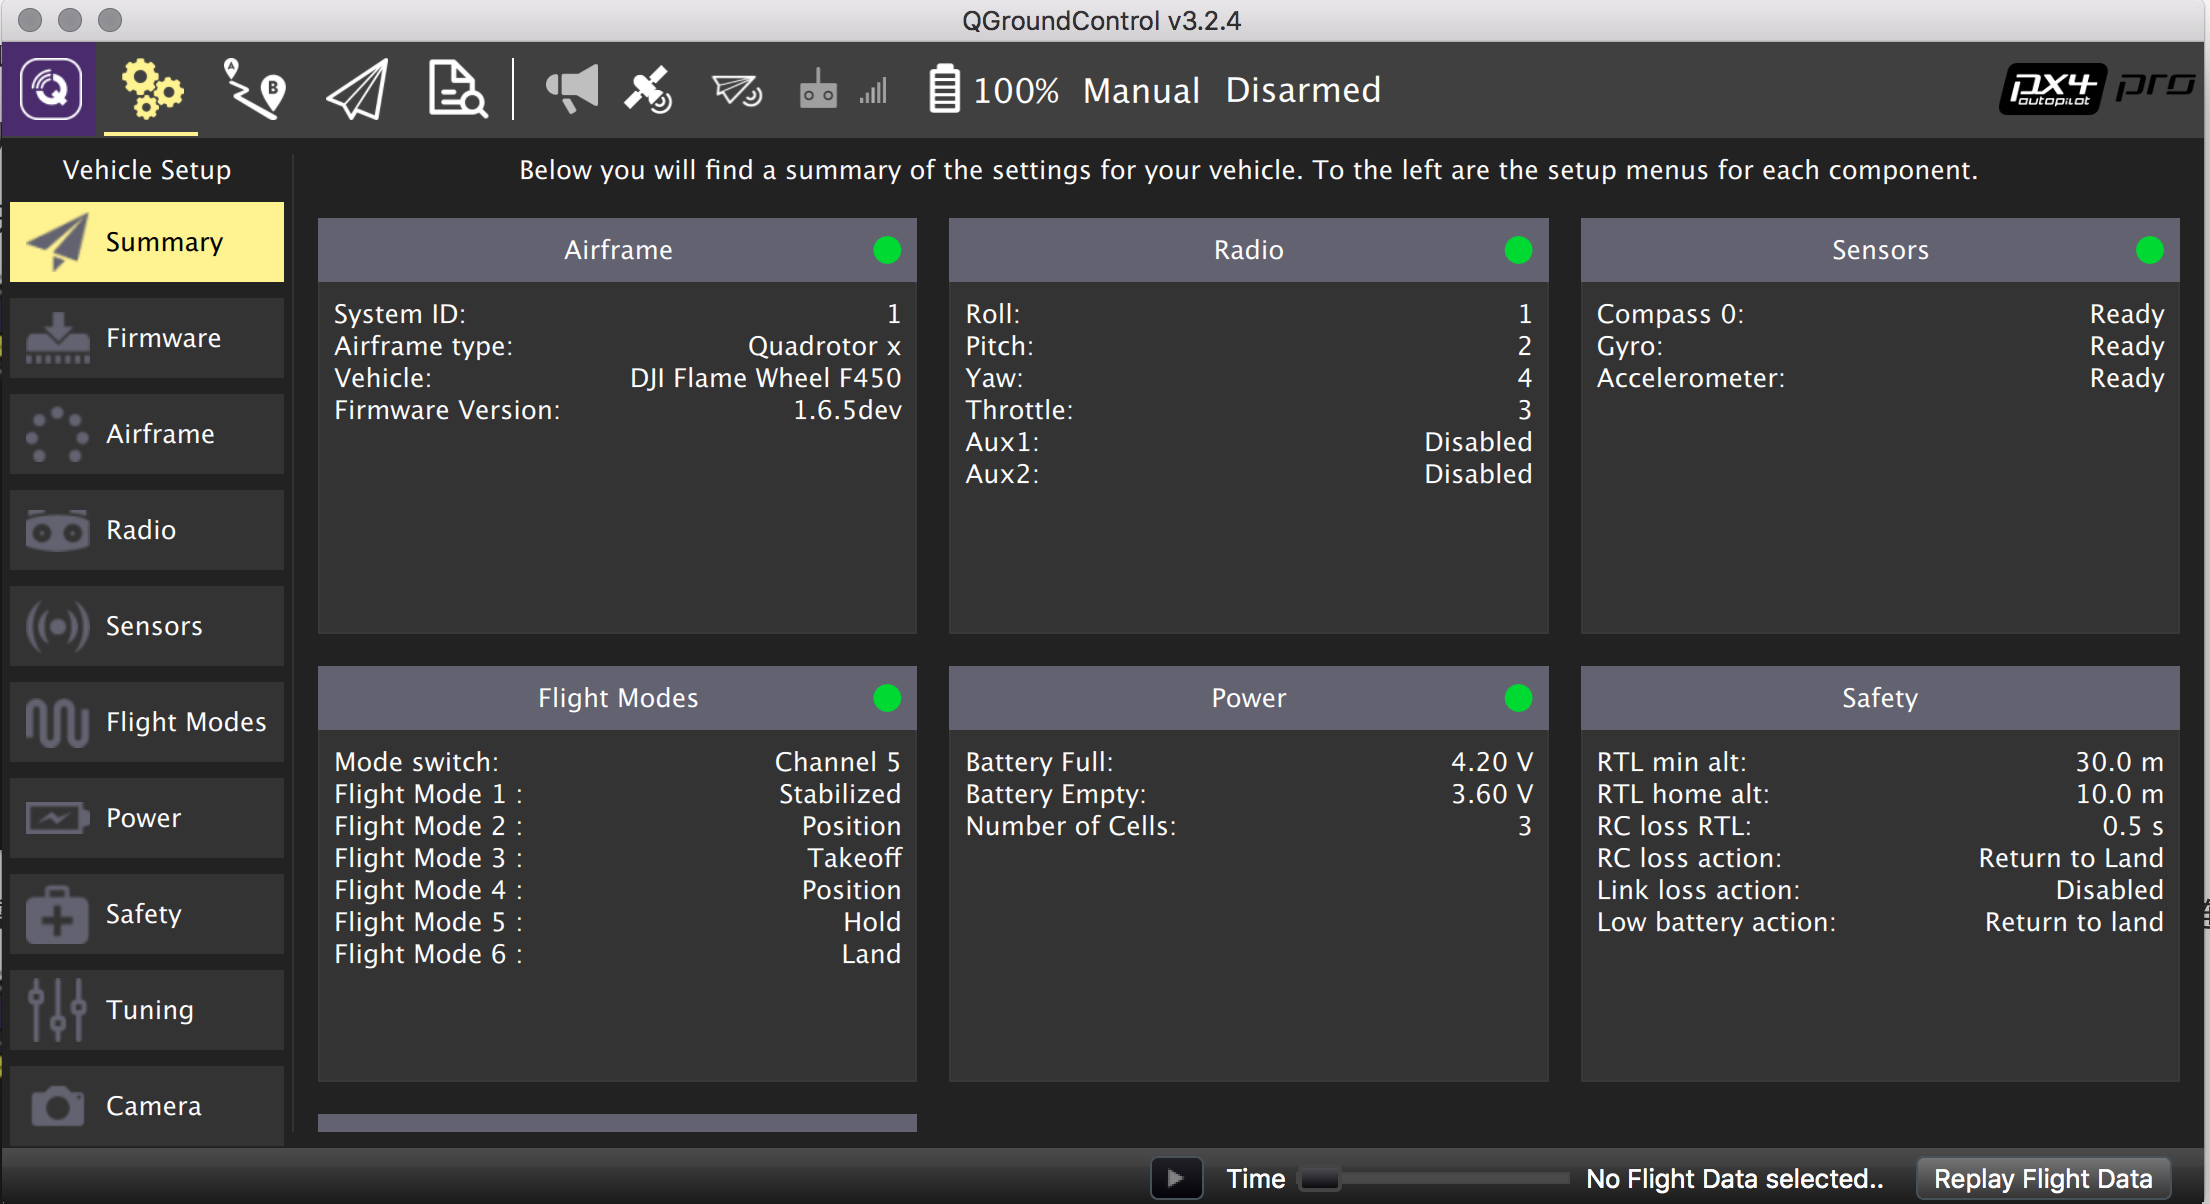 QGroundControl v3.2.4
100% Manual Disarmed
px4 autopilot pro
Vehicle Setup
Below you will find a summary of the settings for your vehicle. To the left are the setup menus for each component.
Summary
Firmware
Airframe
Radio
Sensors
Flight Modes
Power
Safety
Tuning
Camera
Airframe
System ID: 1
Airframe type: Quadrotor x
Vehicle: DJI Flame Wheel F450
Firmware Version: 1.6.5dev
Radio
Roll: 1
Pitch: 2
Yaw: 4
Throttle: 3
Aux1: Disabled
Aux2: Disabled
Sensors
Compass 0: Ready
Gyro: Ready
Accelerometer: Ready
Flight Modes
Mode switch: Channel 5
Flight Mode 1 : Stabilized
Flight Mode 2 : Position
Flight Mode 3 : Takeoff
Flight Mode 4 : Position
Flight Mode 5 : Hold
Flight Mode 6 : Land
Power
Battery Full: 4.20 V
Battery Empty: 3.60 V
Number of Cells: 3
Safety
RTL min alt: 30.0 m
RTL home alt: 10.0 m
RC loss RTL: 0.5 s
RC loss action: Return to Land
Link loss action: Disabled
Low battery action: Return to land
Time No Flight Data selected.. Replay Flight Data